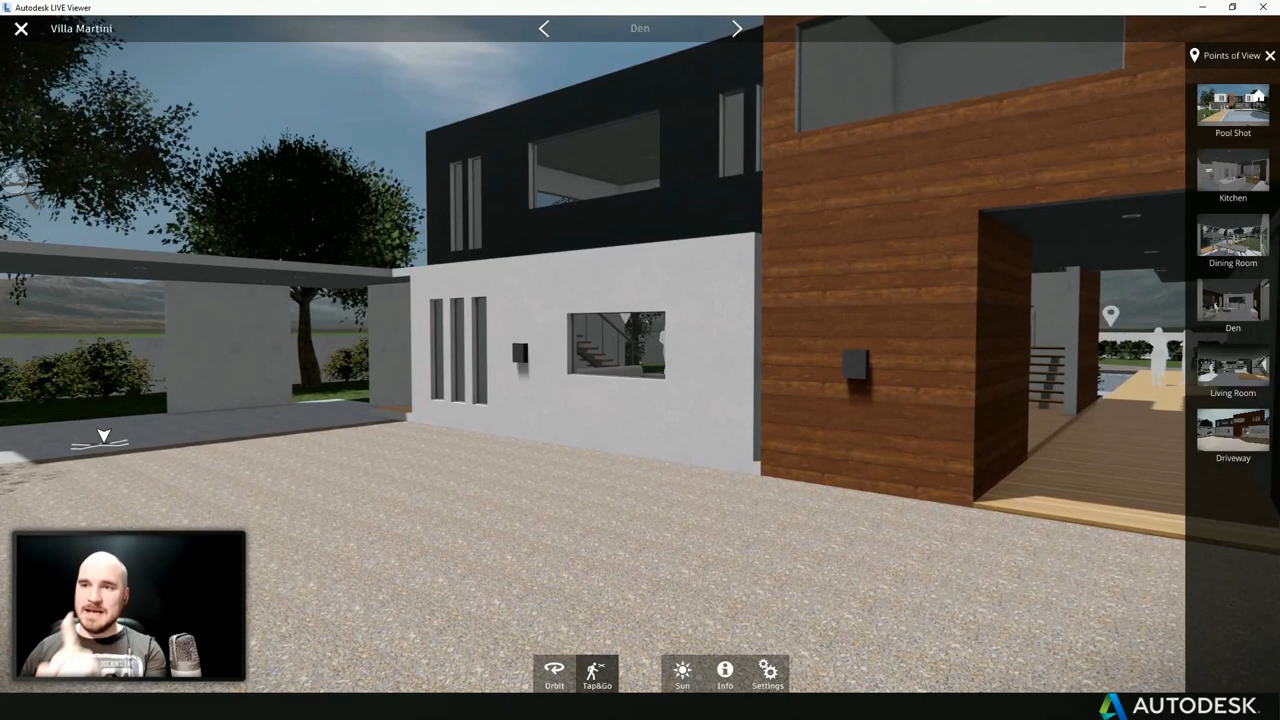 Autodesk LIVE Viewer
Villa Martini
Den
Points of View
Pool Shot
Kitchen
Dining Room
Den
Living Room
Driveway
Orbit
Tap&Go
Sun
Info
Settings
AUTODESK.